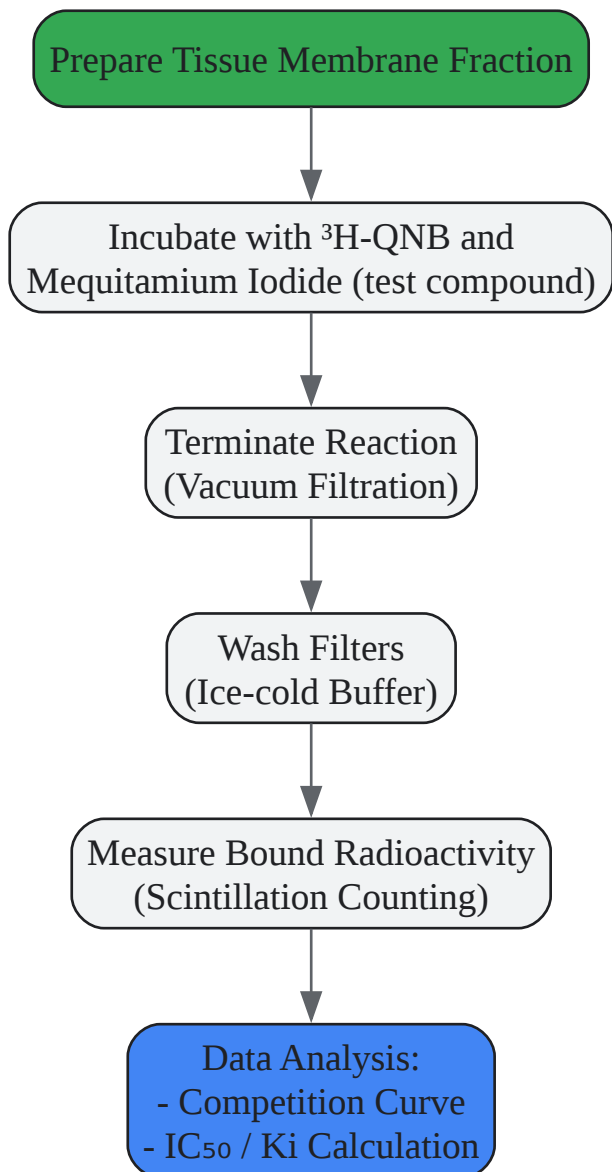 Prepare Tissue Membrane Fraction
Incubate with ³H-QNB and
Mequitamium Iodide (test compound)
Terminate Reaction
(Vacuum Filtration)
Wash Filters
(Ice-cold Buffer)
Measure Bound Radioactivity
(Scintillation Counting)
Data Analysis:
- Competition Curve
- IC₅₀ / Ki Calculation